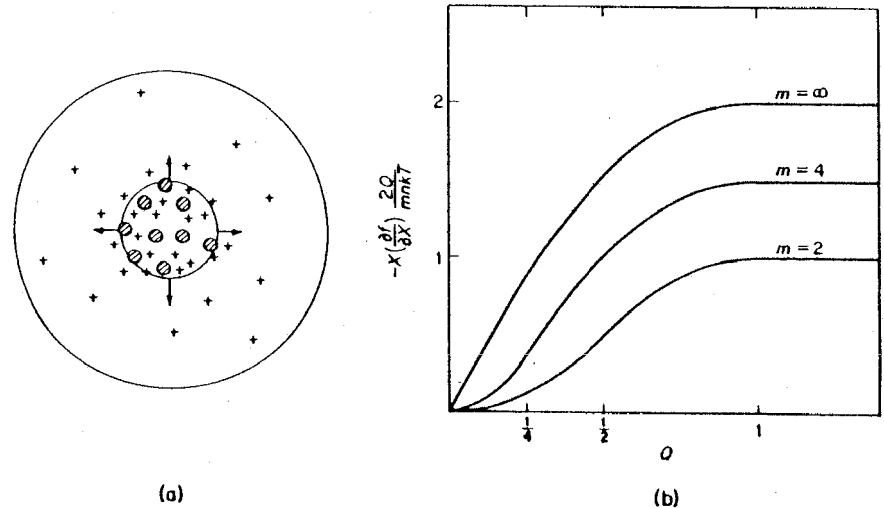 2
1
-X(∂f/∂X) 2Q/mnkT
m = ∞
m = 4
m = 2
1/4
1/2
1
Q
(a)
(b)